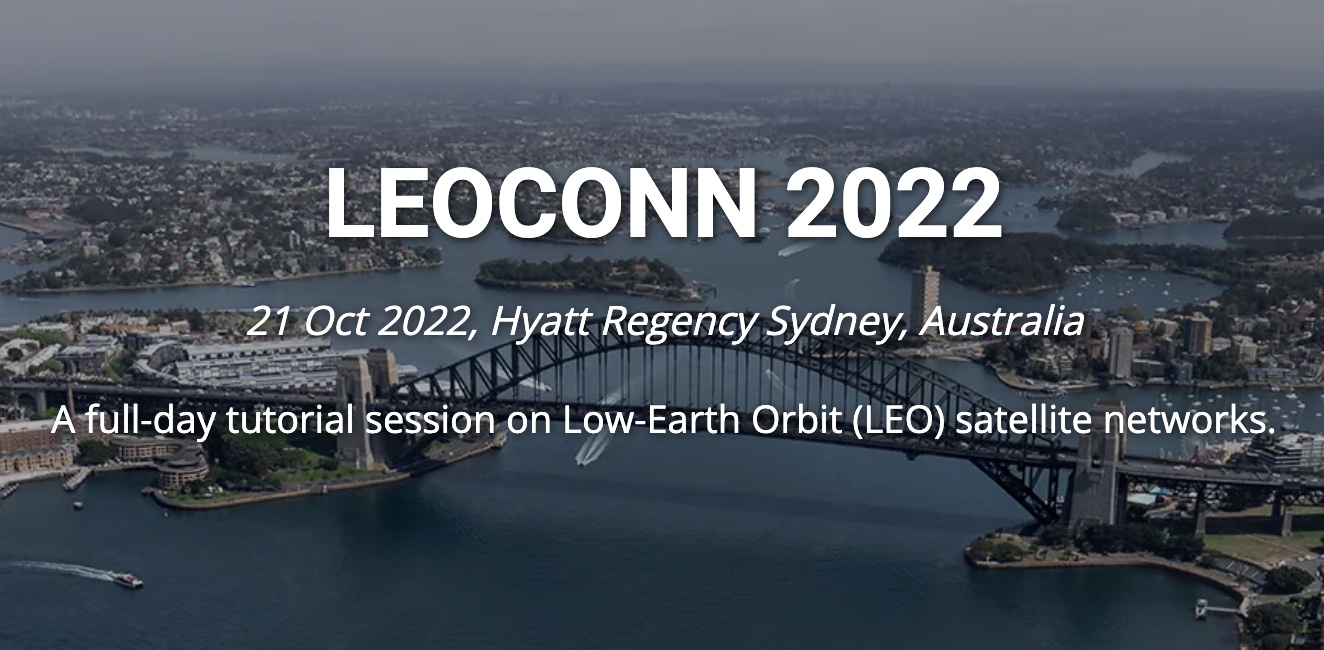 LEOCONN 2022
21 Oct 2022, Hyatt Regency Sydney, Australia
A full-day tutorial session on Low-Earth Orbit (LEO) satellite networks.